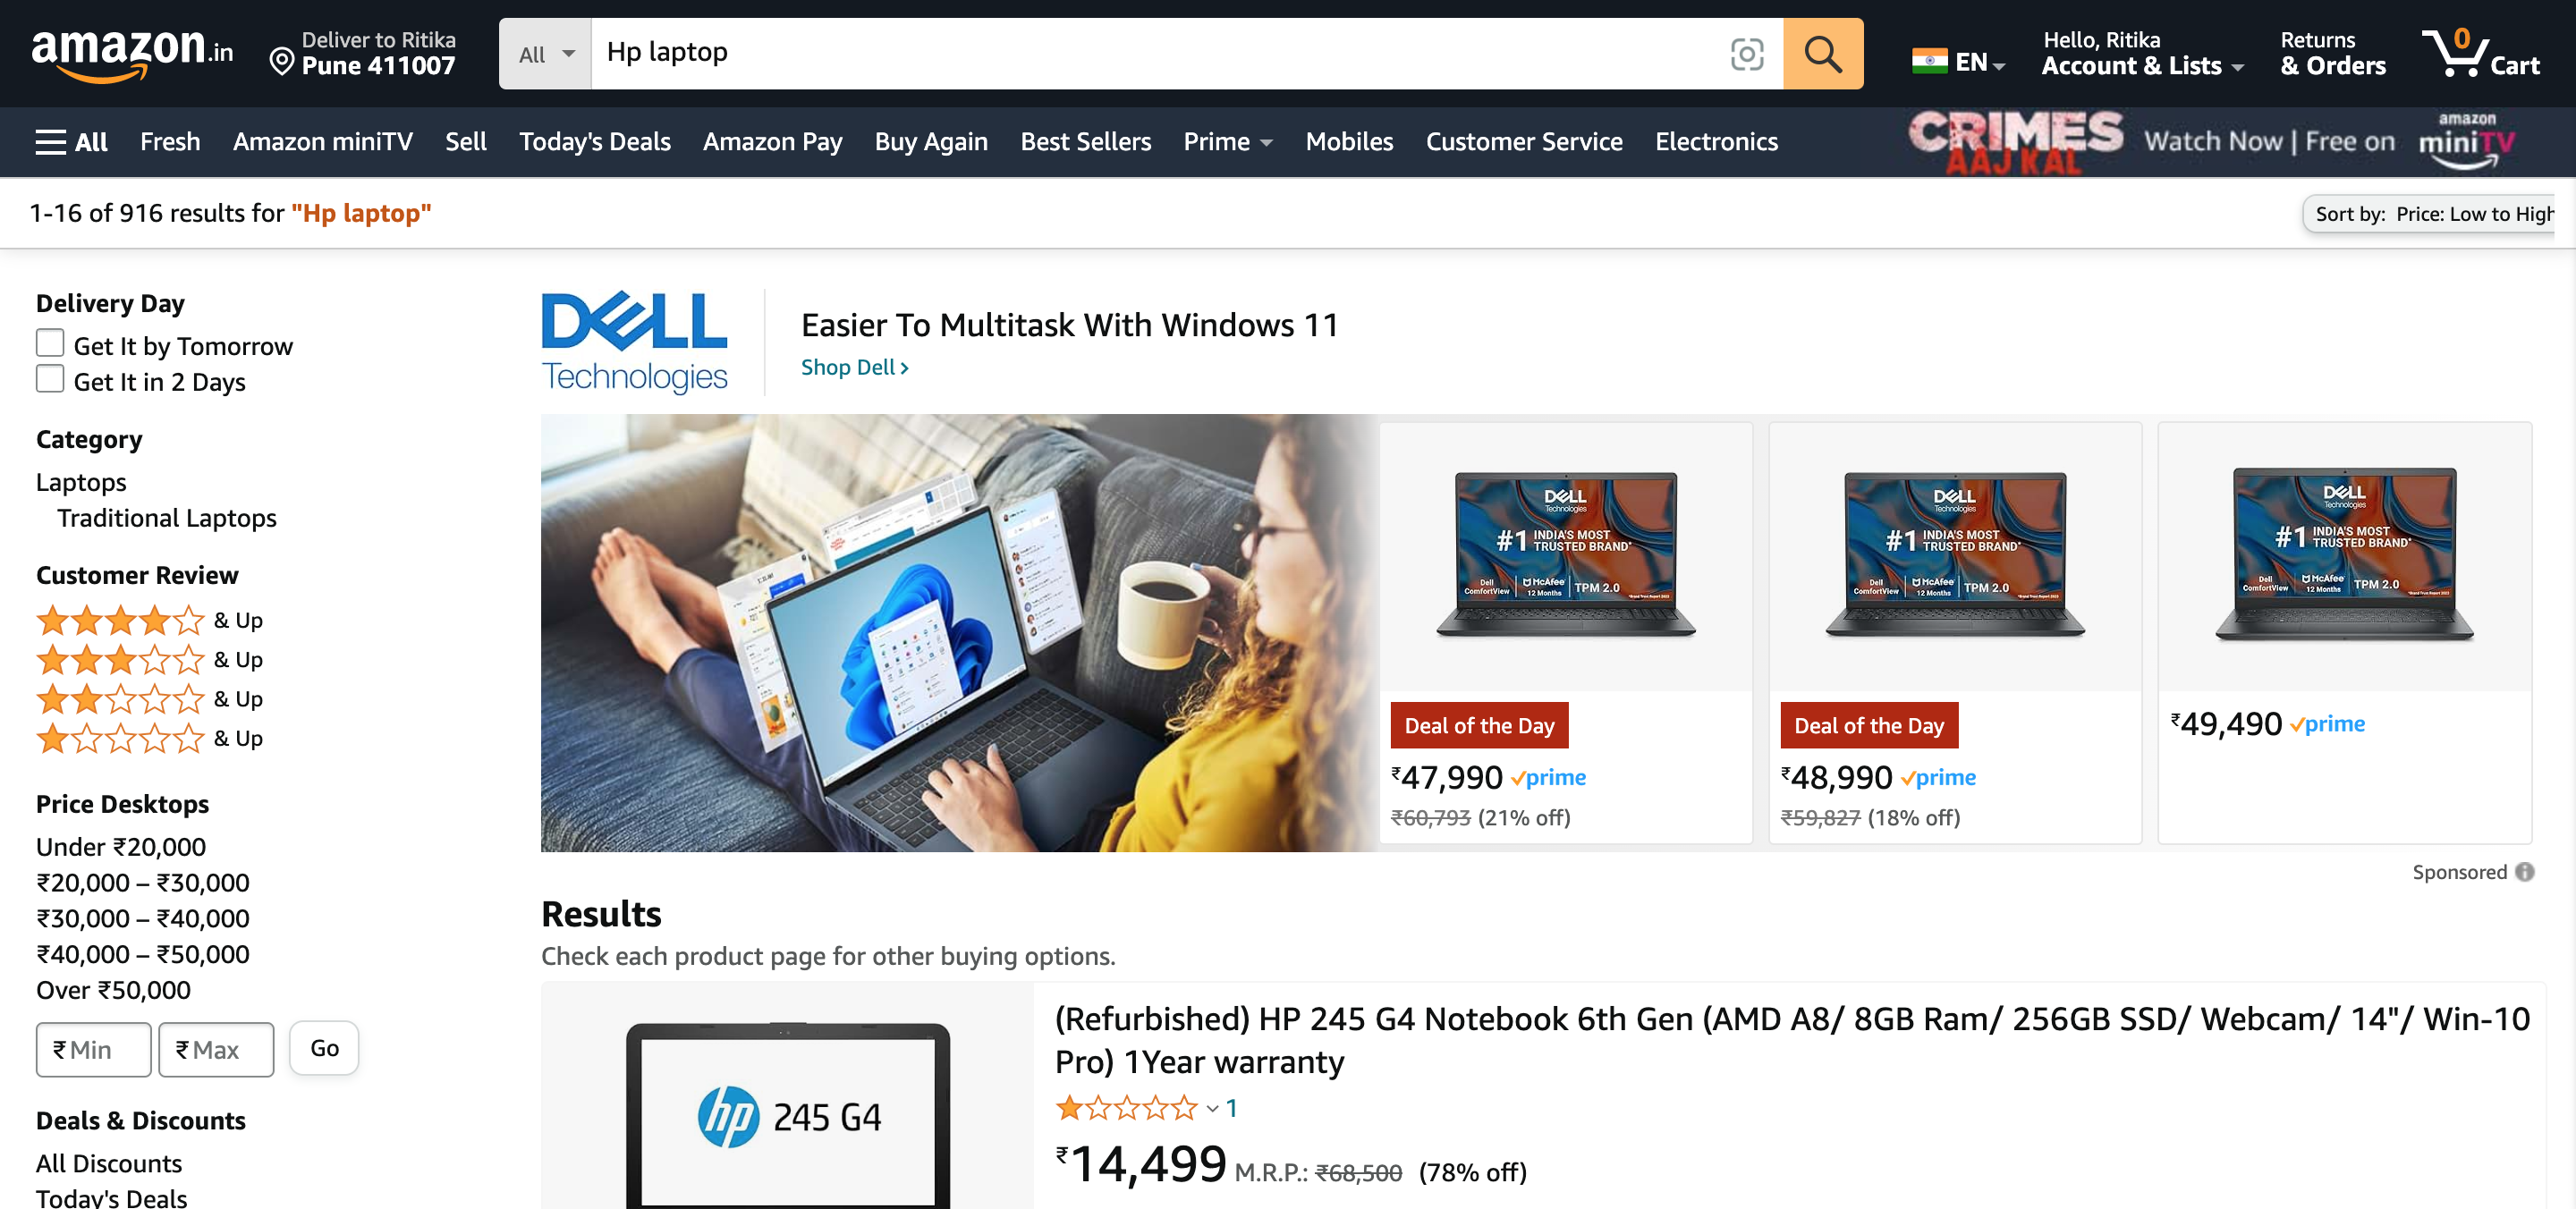 amazon.in
Deliver to Ritika
Pune 411007
All
Hp laptop
EN
Hello, Ritika
Account & Lists
Returns
& Orders
0
Cart
All
Fresh
Amazon miniTV
Sell
Today's Deals
Amazon Pay
Buy Again
Best Sellers
Prime
Mobiles
Customer Service
Electronics
CRIMES
AAJ KAL
Watch Now | Free on
amazon
miniTV
1-16 of 916 results for "Hp laptop"
Sort by: Price: Low to High
Delivery Day
Get It by Tomorrow
Get It in 2 Days
Category
Laptops
Traditional Laptops
Customer Review
& Up
& Up
& Up
& Up
Price Desktops
Under ₹20,000
₹20,000 – ₹30,000
₹30,000 – ₹40,000
₹40,000 – ₹50,000
Over ₹50,000
₹ Min
₹ Max
Go
Deals & Discounts
All Discounts
Today's Deals
DELL
Technologies
Easier To Multitask With Windows 11
Shop Dell ›
DELL
Technologies
#1 INDIA'S MOST
TRUSTED BRAND*
Dell
ComfortView
McAfee
12 Months
TPM 2.0
Deal of the Day
₹47,990 prime
₹60,793 (21% off)
DELL
Technologies
#1 INDIA'S MOST
TRUSTED BRAND*
Dell
ComfortView
McAfee
12 Months
TPM 2.0
Deal of the Day
₹48,990 prime
₹59,827 (18% off)
DELL
Technologies
#1 INDIA'S MOST
TRUSTED BRAND*
Dell
ComfortView
McAfee
12 Months
TPM 2.0
₹49,490 prime
Sponsored
Results
Check each product page for other buying options.
hp 245 G4
(Refurbished) HP 245 G4 Notebook 6th Gen (AMD A8/ 8GB Ram/ 256GB SSD/ Webcam/ 14"/ Win-10
Pro) 1Year warranty
1
₹14,499 M.R.P.: ₹68,500 (78% off)